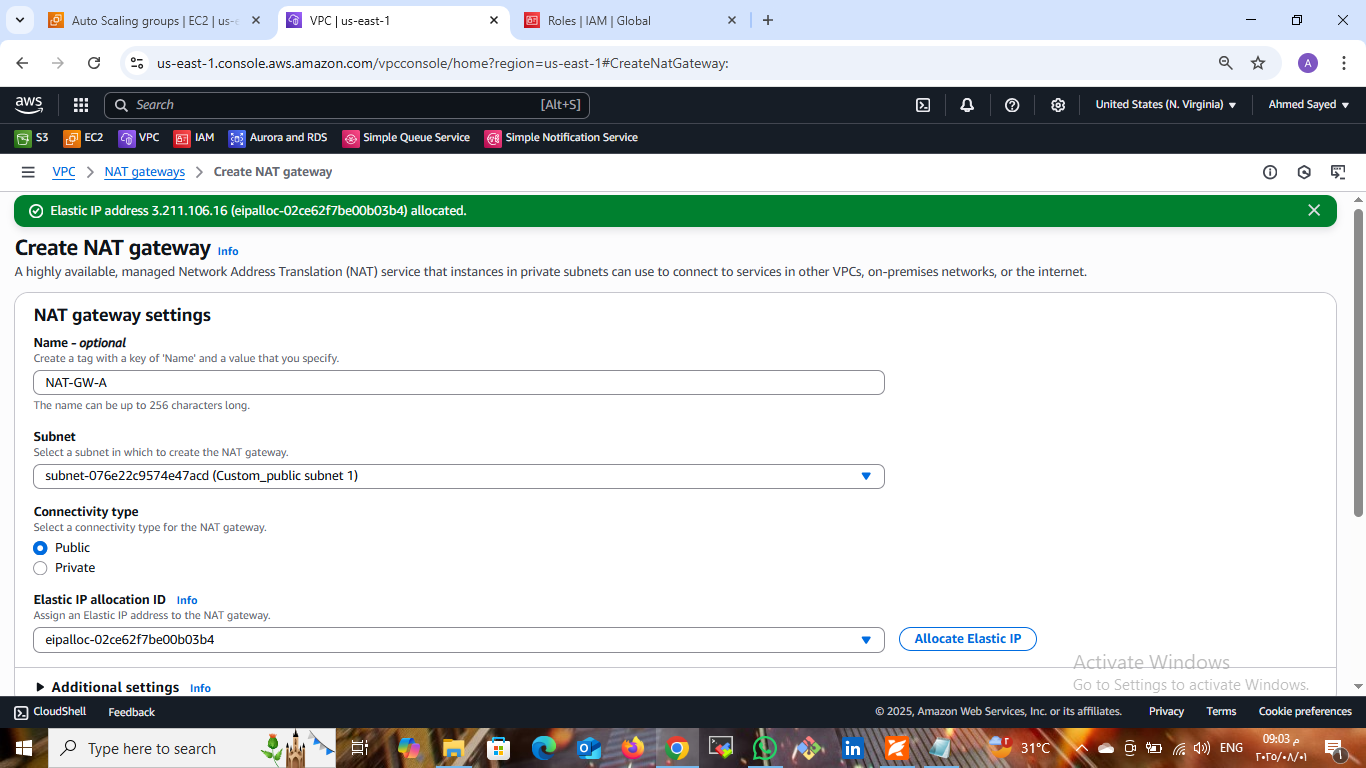 Auto Scaling groups | EC2 | us-e
VPC | us-east-1
Roles | IAM | Global
us-east-1.console.aws.amazon.com/vpcconsole/home?region=us-east-1#CreateNatGateway:
A
aws
Search
[Alt+S]
United States (N. Virginia)
Ahmed Sayed
S3
EC2
VPC
IAM
Aurora and RDS
Simple Queue Service
Simple Notification Service
VPC > NAT gateways > Create NAT gateway
Elastic IP address 3.211.106.16 (eipalloc-02ce62f7be00b03b4) allocated.
Create NAT gateway Info
A highly available, managed Network Address Translation (NAT) service that instances in private subnets can use to connect to services in other VPCs, on-premises networks, or the internet.
NAT gateway settings
Name - optional
Create a tag with a key of 'Name' and a value that you specify.
NAT-GW-A
The name can be up to 256 characters long.
Subnet
Select a subnet in which to create the NAT gateway.
subnet-076e22c9574e47acd (Custom_public subnet 1)
Connectivity type
Select a connectivity type for the NAT gateway.
Public
Private
Elastic IP allocation ID Info
Assign an Elastic IP address to the NAT gateway.
eipalloc-02ce62f7be00b03b4
Allocate Elastic IP
Additional settings Info
Activate Windows
Go to Settings to activate Windows.
CloudShell
Feedback
© 2025, Amazon Web Services, Inc. or its affiliates.
Privacy
Terms
Cookie preferences
Type here to search
31°C
ENG
09:03 م
٢٠٢٥/٠٨/٠١
1